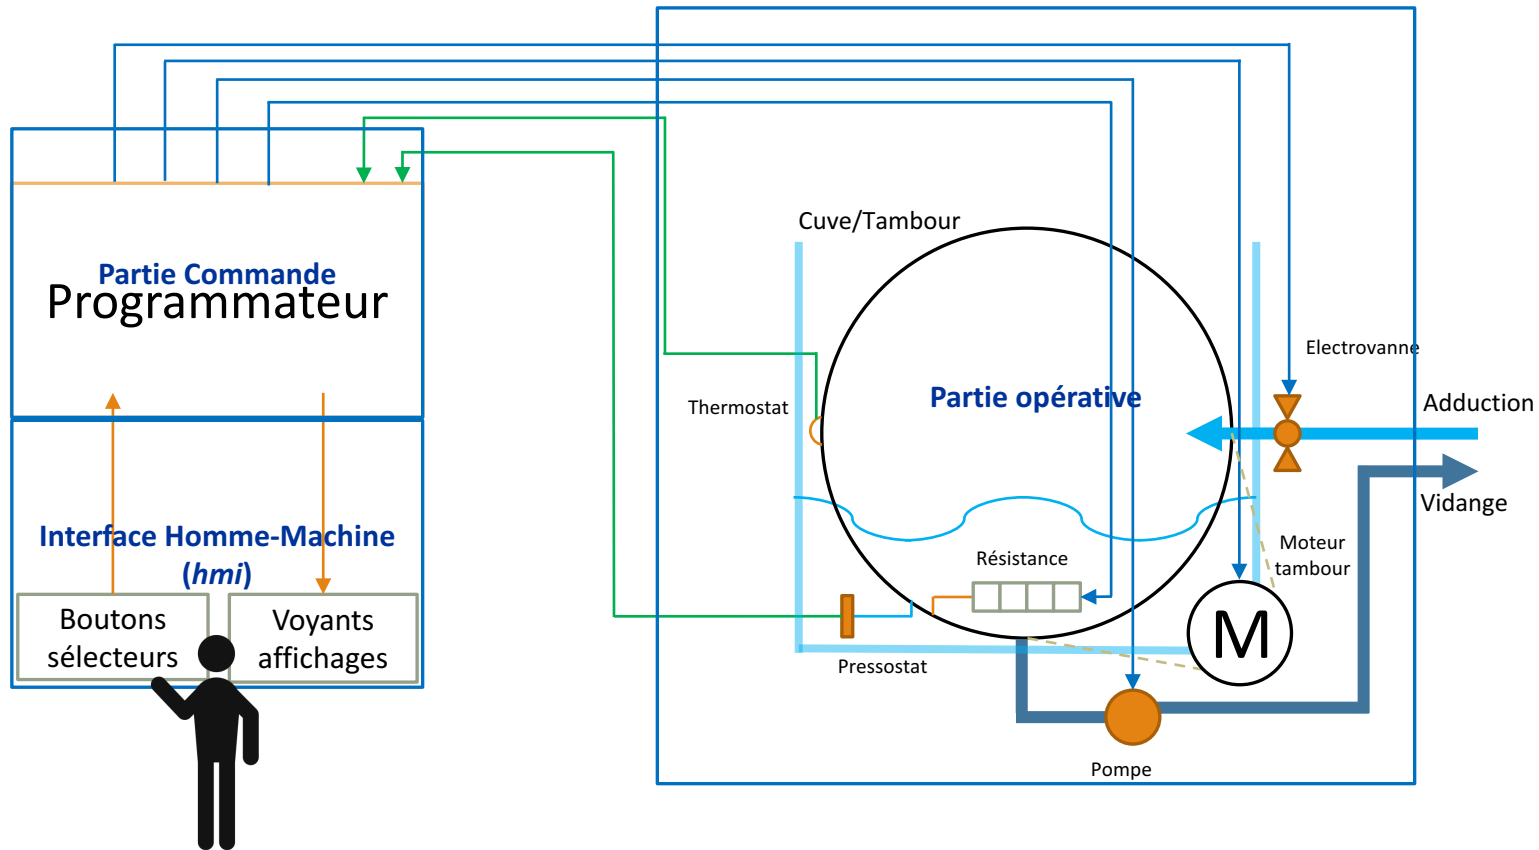 Partie Commande
Programmateur
Interface Homme-Machine
(hmi)
Boutons
sélecteurs
Voyants
affichages
Cuve/Tambour
Thermostat
Partie opérative
Electrovanne
Adduction
Vidange
Résistance
Moteur
tambour
M
Pressostat
Pompe